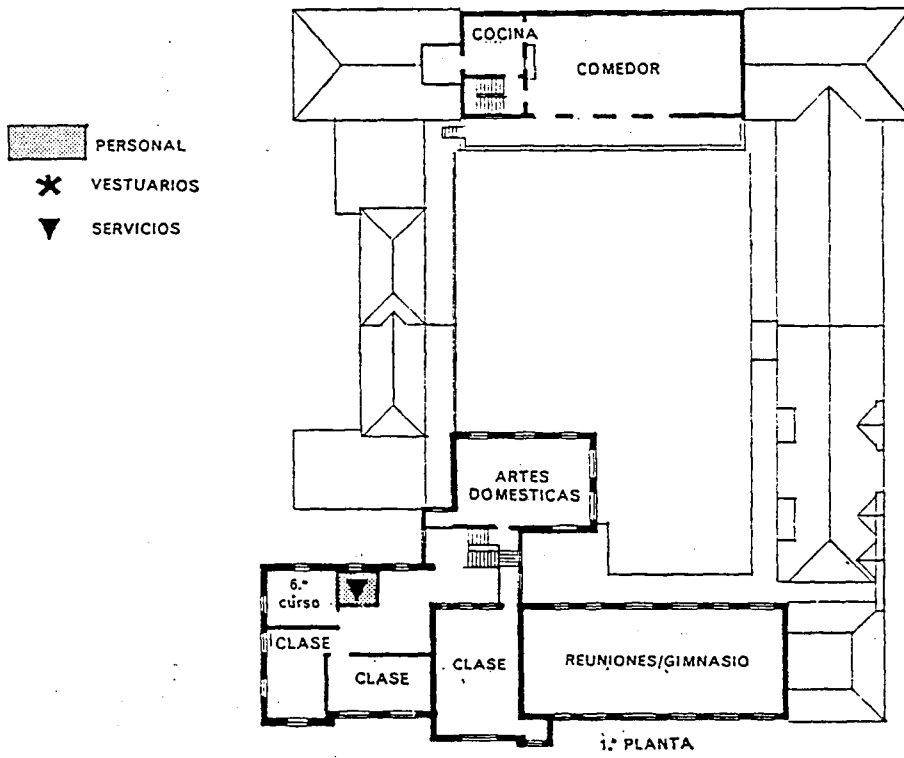 COCINA
COMEDOR
PERSONAL
VESTUARIOS
SERVICIOS
ARTES
DOMESTICAS
6.º
curso
CLASE
CLASE
CLASE
REUNIONES/GIMNASIO
1.ª PLANTA